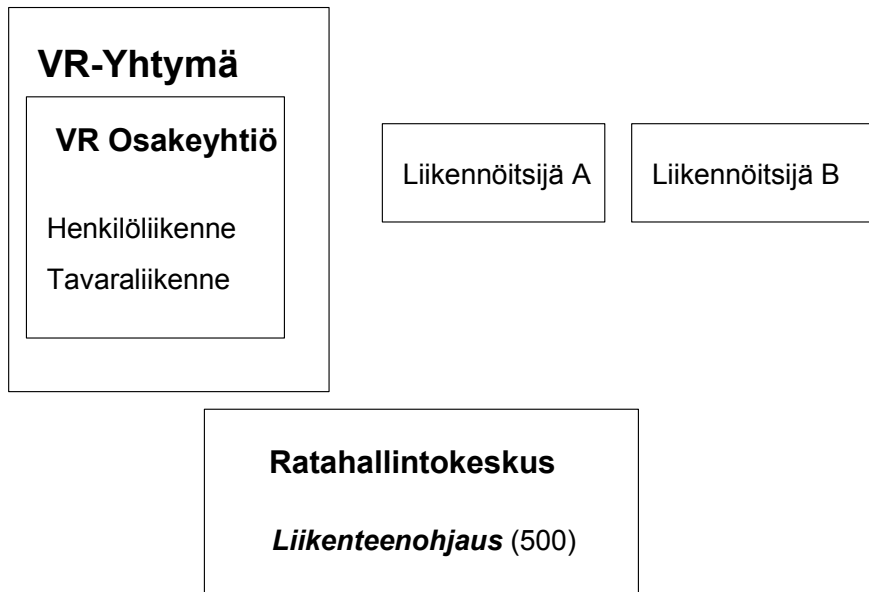 VR-Yhtymä
VR Osakeyhtiö
Henkilöliikenne
Tavaraliikenne
Liikennöitsijä A
Liikennöitsijä B
Ratahallintokeskus
Liikenteenohjaus (500)